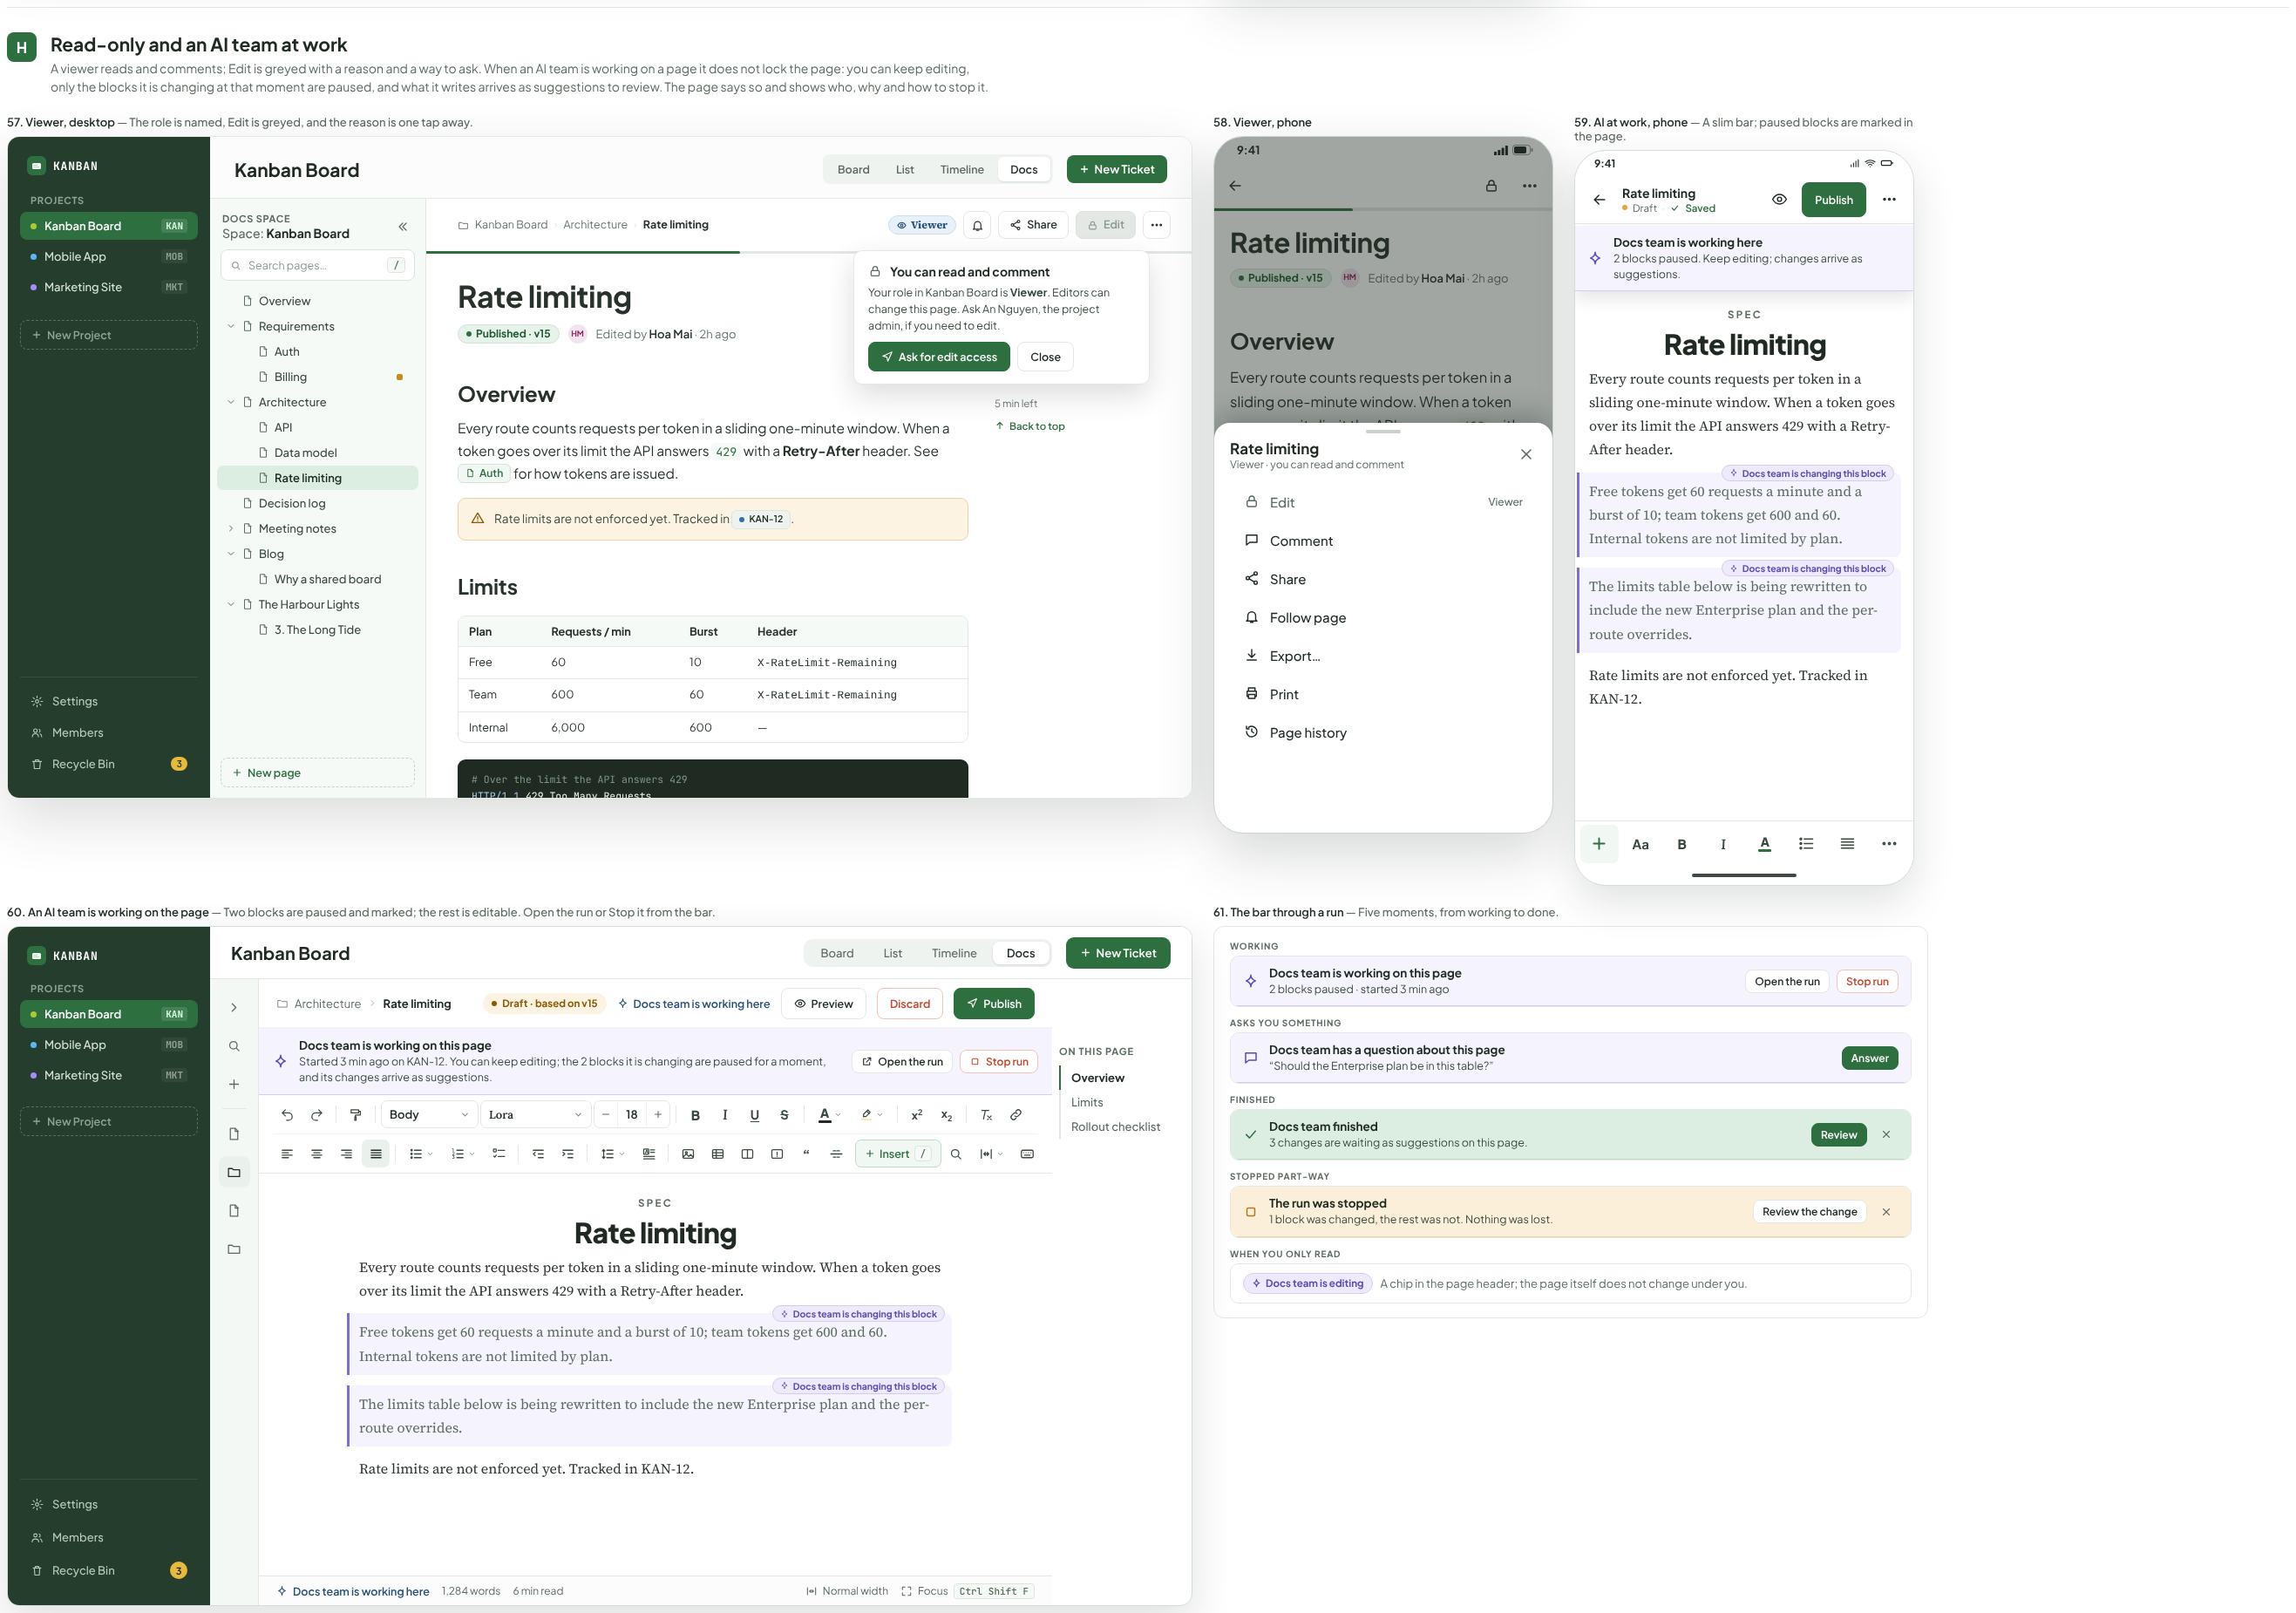 H
Read-only and an AI team at work
A viewer reads and comments; Edit is greyed with a reason and a way to ask. When an AI team is working on a page it does not lock the page: you can keep editing,
only the blocks it is changing at that moment are paused, and what it writes arrives as suggestions to review. The page says so and shows who, why and how to stop it.
57. Viewer, desktop — The role is named, Edit is greyed, and the reason is one tap away.
KANBAN
PROJECTS
Kanban Board KAN
Mobile App MOB
Marketing Site MKT
+ New Project
Settings
Members
Recycle Bin 3
Kanban Board
Board List Timeline Docs
+ New Ticket
DOCS SPACE
Space: Kanban Board
Search pages... /
Overview
Requirements
Auth
Billing
Architecture
API
Data model
Rate limiting
Decision log
Meeting notes
Blog
Why a shared board
The Harbour Lights
3. The Long Tide
+ New page
Kanban Board › Architecture › Rate limiting
Viewer
Share
Edit
You can read and comment
Your role in Kanban Board is Viewer. Editors can
change this page. Ask An Nguyen, the project
admin, if you need to edit.
Ask for edit access
Close
Rate limiting
Published · v15 HM Edited by Hoa Mai · 2h ago
Overview
Every route counts requests per token in a sliding one-minute window. When a
token goes over its limit the API answers 429 with a Retry-After header. See
Auth for how tokens are issued.
5 min left
Back to top
Rate limits are not enforced yet. Tracked in KAN-12.
Limits
Plan Requests / min Burst Header
Free 60 10 X-RateLimit-Remaining
Team 600 60 X-RateLimit-Remaining
Internal 6,000 600 —
# Over the limit the API answers 429
HTTP/1.1 429 Too Many Requests
58. Viewer, phone
9:41
Rate limiting
Published · v15 HM Edited by Hoa Mai · 2h ago
Overview
Every route counts requests per token in a
sliding one-minute window. When a token
Rate limiting
Viewer · you can read and comment
Edit Viewer
Comment
Share
Follow page
Export...
Print
Page history
59. AI at work, phone — A slim bar; paused blocks are marked in
the page.
9:41
Rate limiting
Draft · Saved
Publish
Docs team is working here
2 blocks paused. Keep editing; changes arrive as
suggestions.
SPEC
Rate limiting
Every route counts requests per token in a
sliding one-minute window. When a token goes
over its limit the API answers 429 with a Retry-
After header.
Docs team is changing this block
Free tokens get 60 requests a minute and a
burst of 10; team tokens get 600 and 60.
Internal tokens are not limited by plan.
Docs team is changing this block
The limits table below is being rewritten to
include the new Enterprise plan and the per-
route overrides.
Rate limits are not enforced yet. Tracked in
KAN-12.
+ Aa B I A
60. An AI team is working on the page — Two blocks are paused and marked; the rest is editable. Open the run or Stop it from the bar.
KANBAN
PROJECTS
Kanban Board KAN
Mobile App MOB
Marketing Site MKT
+ New Project
Settings
Members
Recycle Bin 3
Kanban Board
Board List Timeline Docs
+ New Ticket
Architecture › Rate limiting
Draft · based on v15
Docs team is working here
Preview
Discard
Publish
Docs team is working on this page
Started 3 min ago on KAN-12. You can keep editing; the 2 blocks it is changing are paused for a moment,
and its changes arrive as suggestions.
Open the run
Stop run
ON THIS PAGE
Overview
Limits
Rollout checklist
Body Lora − 18 + B I U S A x² x₂ Tx
+ Insert /
SPEC
Rate limiting
Every route counts requests per token in a sliding one-minute window. When a token goes
over its limit the API answers 429 with a Retry-After header.
Docs team is changing this block
Free tokens get 60 requests a minute and a burst of 10; team tokens get 600 and 60.
Internal tokens are not limited by plan.
Docs team is changing this block
The limits table below is being rewritten to include the new Enterprise plan and the per-
route overrides.
Rate limits are not enforced yet. Tracked in KAN-12.
Docs team is working here 1,284 words 6 min read
Normal width Focus Ctrl Shift F
61. The bar through a run — Five moments, from working to done.
WORKING
Docs team is working on this page
2 blocks paused · started 3 min ago
Open the run
Stop run
ASKS YOU SOMETHING
Docs team has a question about this page
“Should the Enterprise plan be in this table?”
Answer
FINISHED
Docs team finished
3 changes are waiting as suggestions on this page.
Review
STOPPED PART-WAY
The run was stopped
1 block was changed, the rest was not. Nothing was lost.
Review the change
WHEN YOU ONLY READ
Docs team is editing A chip in the page header; the page itself does not change under you.